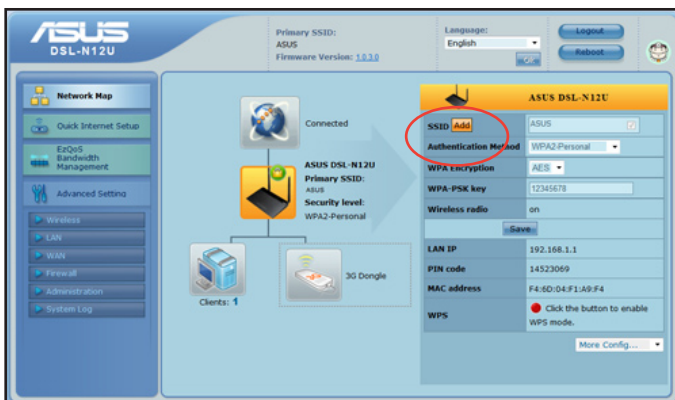 ASUS
DSL-N12U
Primary SSID:
ASUS
Firmware Version: 1.0.3.0
Language:
English
Logout
Reboot
Network Map
Quick Internet Setup
EzQoS
Bandwidth
Management
Advanced Setting
Wireless
LAN
WAN
Firewall
Administration
System Log
Connected
ASUS DSL-N12U
Primary SSID:
ASUS
Security level:
WPA2-Personal
Clients: 1
3G Dongle
ASUS DSL-N12U
SSID Add ASUS
Authentication Method WPA2-Personal
WPA Encryption AES
WPA-PSK key 12345678
Wireless radio on
Save
LAN IP 192.168.1.1
PIN code 14523069
MAC address F4:6D:04:F1:A9:F4
WPS Click the button to enable
WPS mode.
More Config...